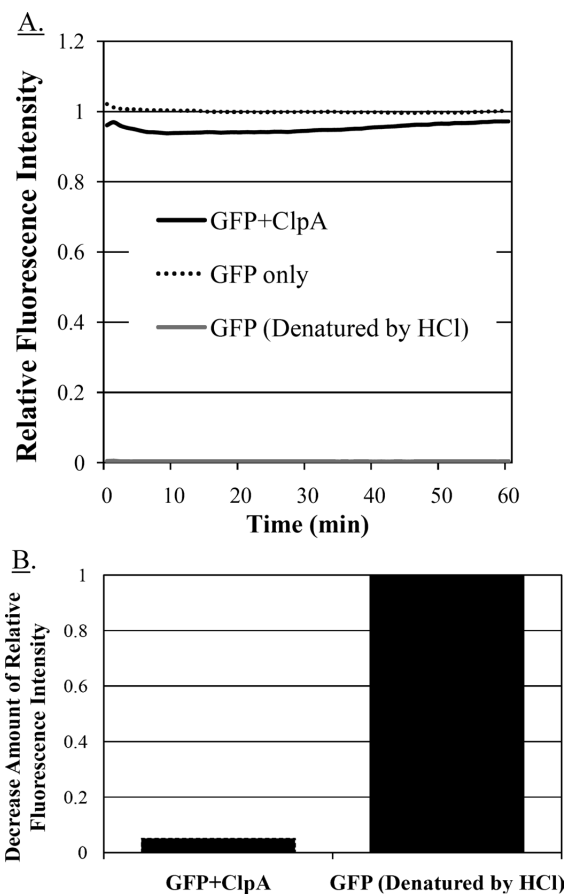 A.
Relative Fluorescence Intensity
1.2
1
0.8
0.6
0.4
0.2
0
GFP+ClpA
GFP only
GFP (Denatured by HCl)
0 10 20 30 40 50 60
Time (min)
B.
Decrease Amount of Relative
Fluorescence Intensity
1
0.8
0.6
0.4
0.2
0
GFP+ClpA GFP (Denatured by HCl)